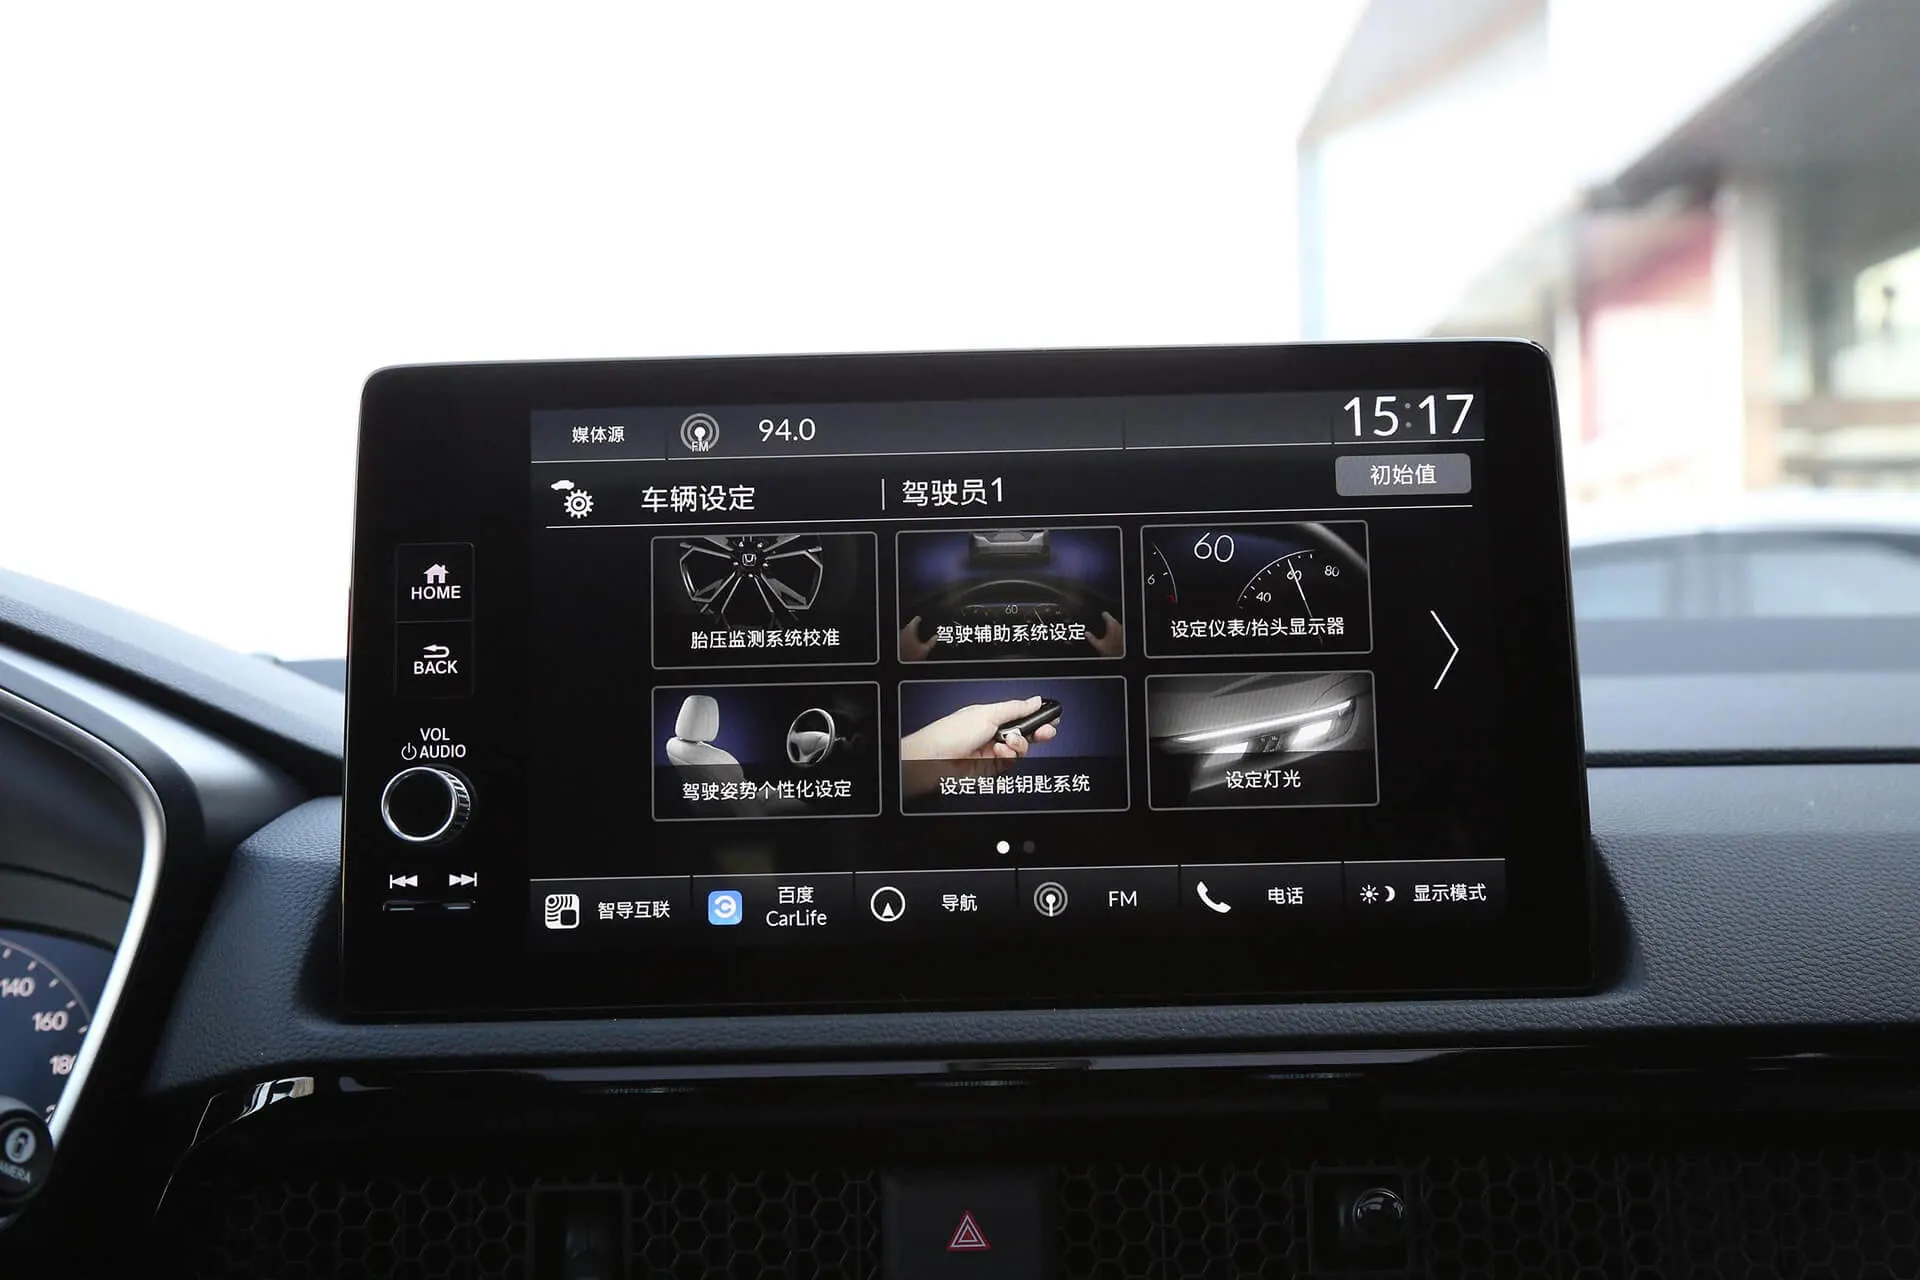 媒体源
FM
94.0
15:17
车辆设定
驾驶员1
初始值
HOME
BACK
VOL
AUDIO
60
6
40
60
80
60
胎压监测系统校准
驾驶辅助系统设定
设定仪表/抬头显示器
驾驶姿势个性化设定
设定智能钥匙系统
设定灯光
智导互联
百度
CarLife
导航
FM
电话
显示模式
140
160